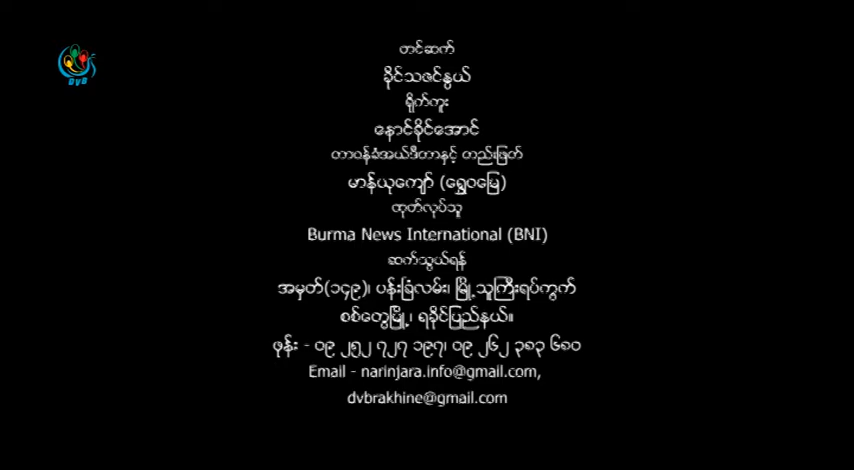 DVB
တင်ဆက်
ခိုင်သဇင်နွယ်
ရိုက်ကူး
နောင်ခိုင်အောင်
တာဝန်ခံအယ်ဒီတာနှင့် တည်းဖြတ်
မာန်ယုကျော် (ရွှေဝမြေ)
ထုတ်လုပ်သူ
Burma News International (BNI)
ဆက်သွယ်ရန်
အမှတ်(၁၄၉)၊ ပန်းခြံလမ်း၊ မြို့သူကြီးရပ်ကွက်
စစ်တွေမြို့၊ ရခိုင်ပြည်နယ်။
ဖုန်း - ၀၉ ၂၅၂ ၇၂၇ ၁၉၇၊ ၀၉ ၂၆၂ ၃၈၃ ၆၈၀
Email - narinjara.info@gmail.com,
dvbrakhine@gmail.com